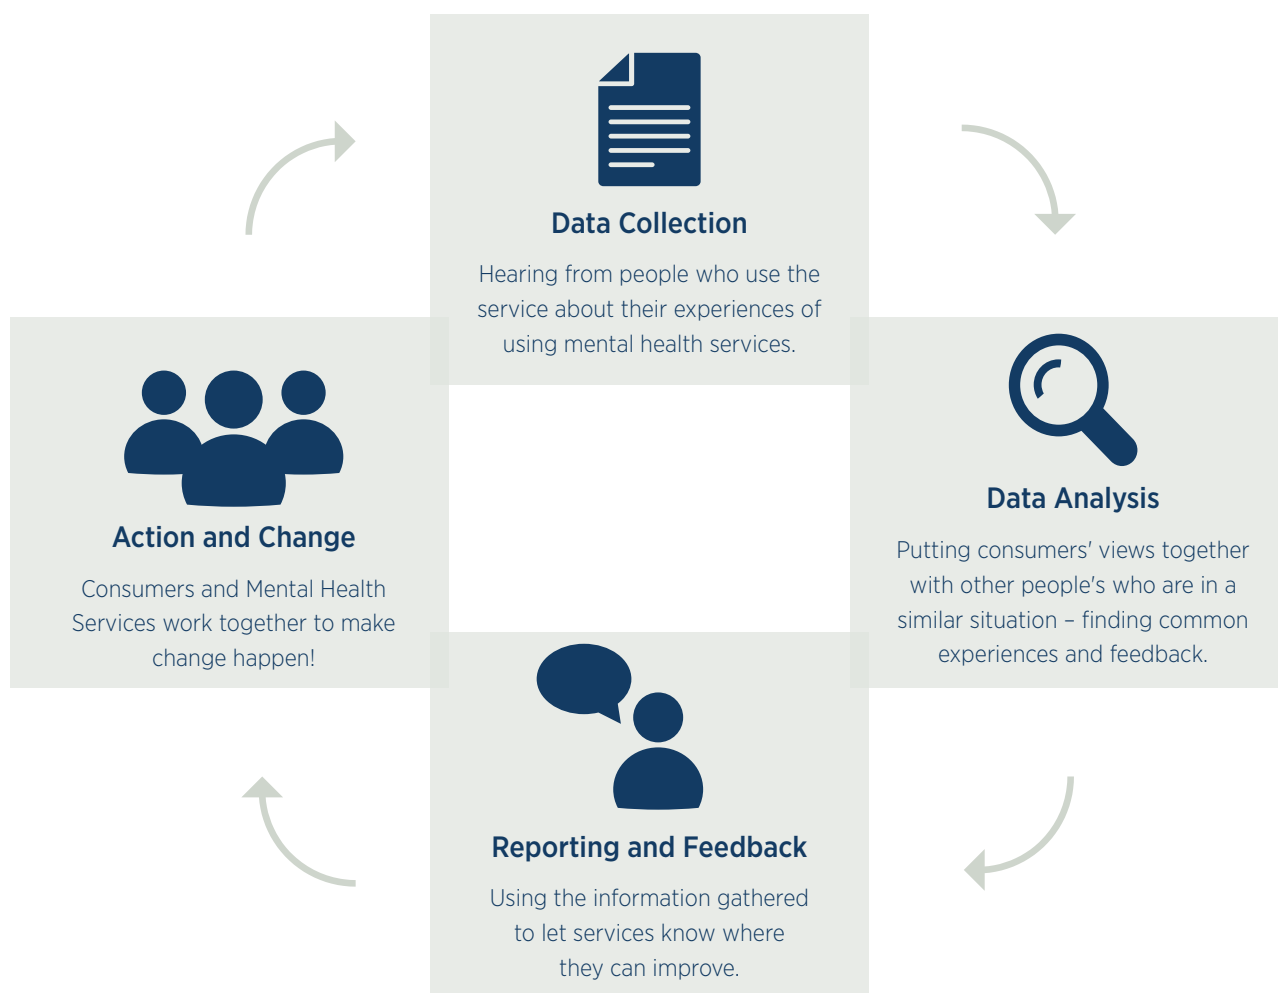 Data Collection
Hearing from people who use the
service about their experiences of
using mental health services.
Data Analysis
Putting consumers' views together
with other people's who are in a
similar situation – finding common
experiences and feedback.
Reporting and Feedback
Using the information gathered
to let services know where
they can improve.
Action and Change
Consumers and Mental Health
Services work together to make
change happen!